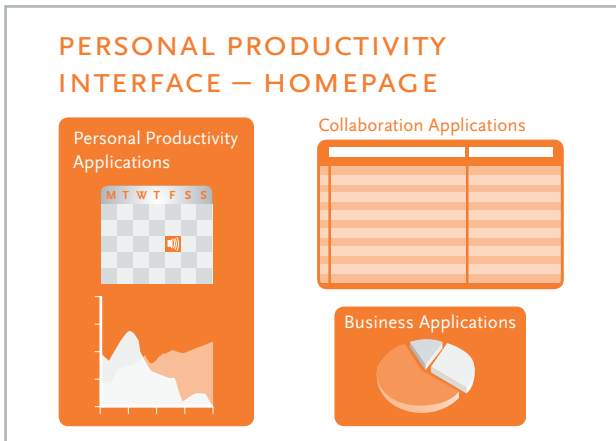 PERSONAL PRODUCTIVITY
INTERFACE – HOMEPAGE
Personal Productivity
Applications
M T W T F S S
Collaboration Applications
Business Applications